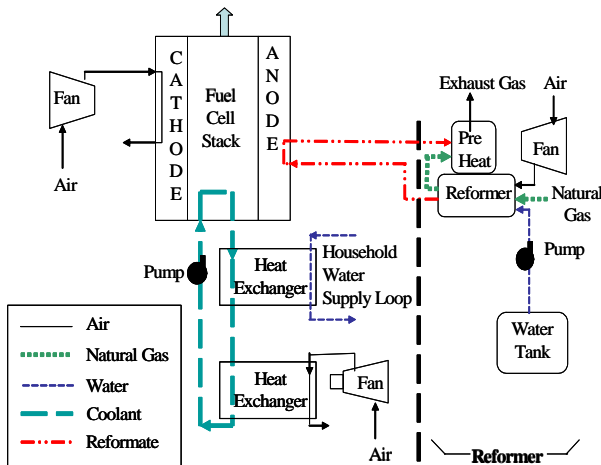 C
A
T
H
O
D
E
Fuel
Cell
Stack
A
N
O
D
E
Fan
Air
Exhaust Gas
Air
Pre
Heat
Fan
Reformer
Natural
Gas
Pump
Water
Tank
Pump
Heat
Exchanger
Household
Water
Supply Loop
Heat
Exchanger
Fan
Air
Air
Natural Gas
Water
Coolant
Reformate
Reformer